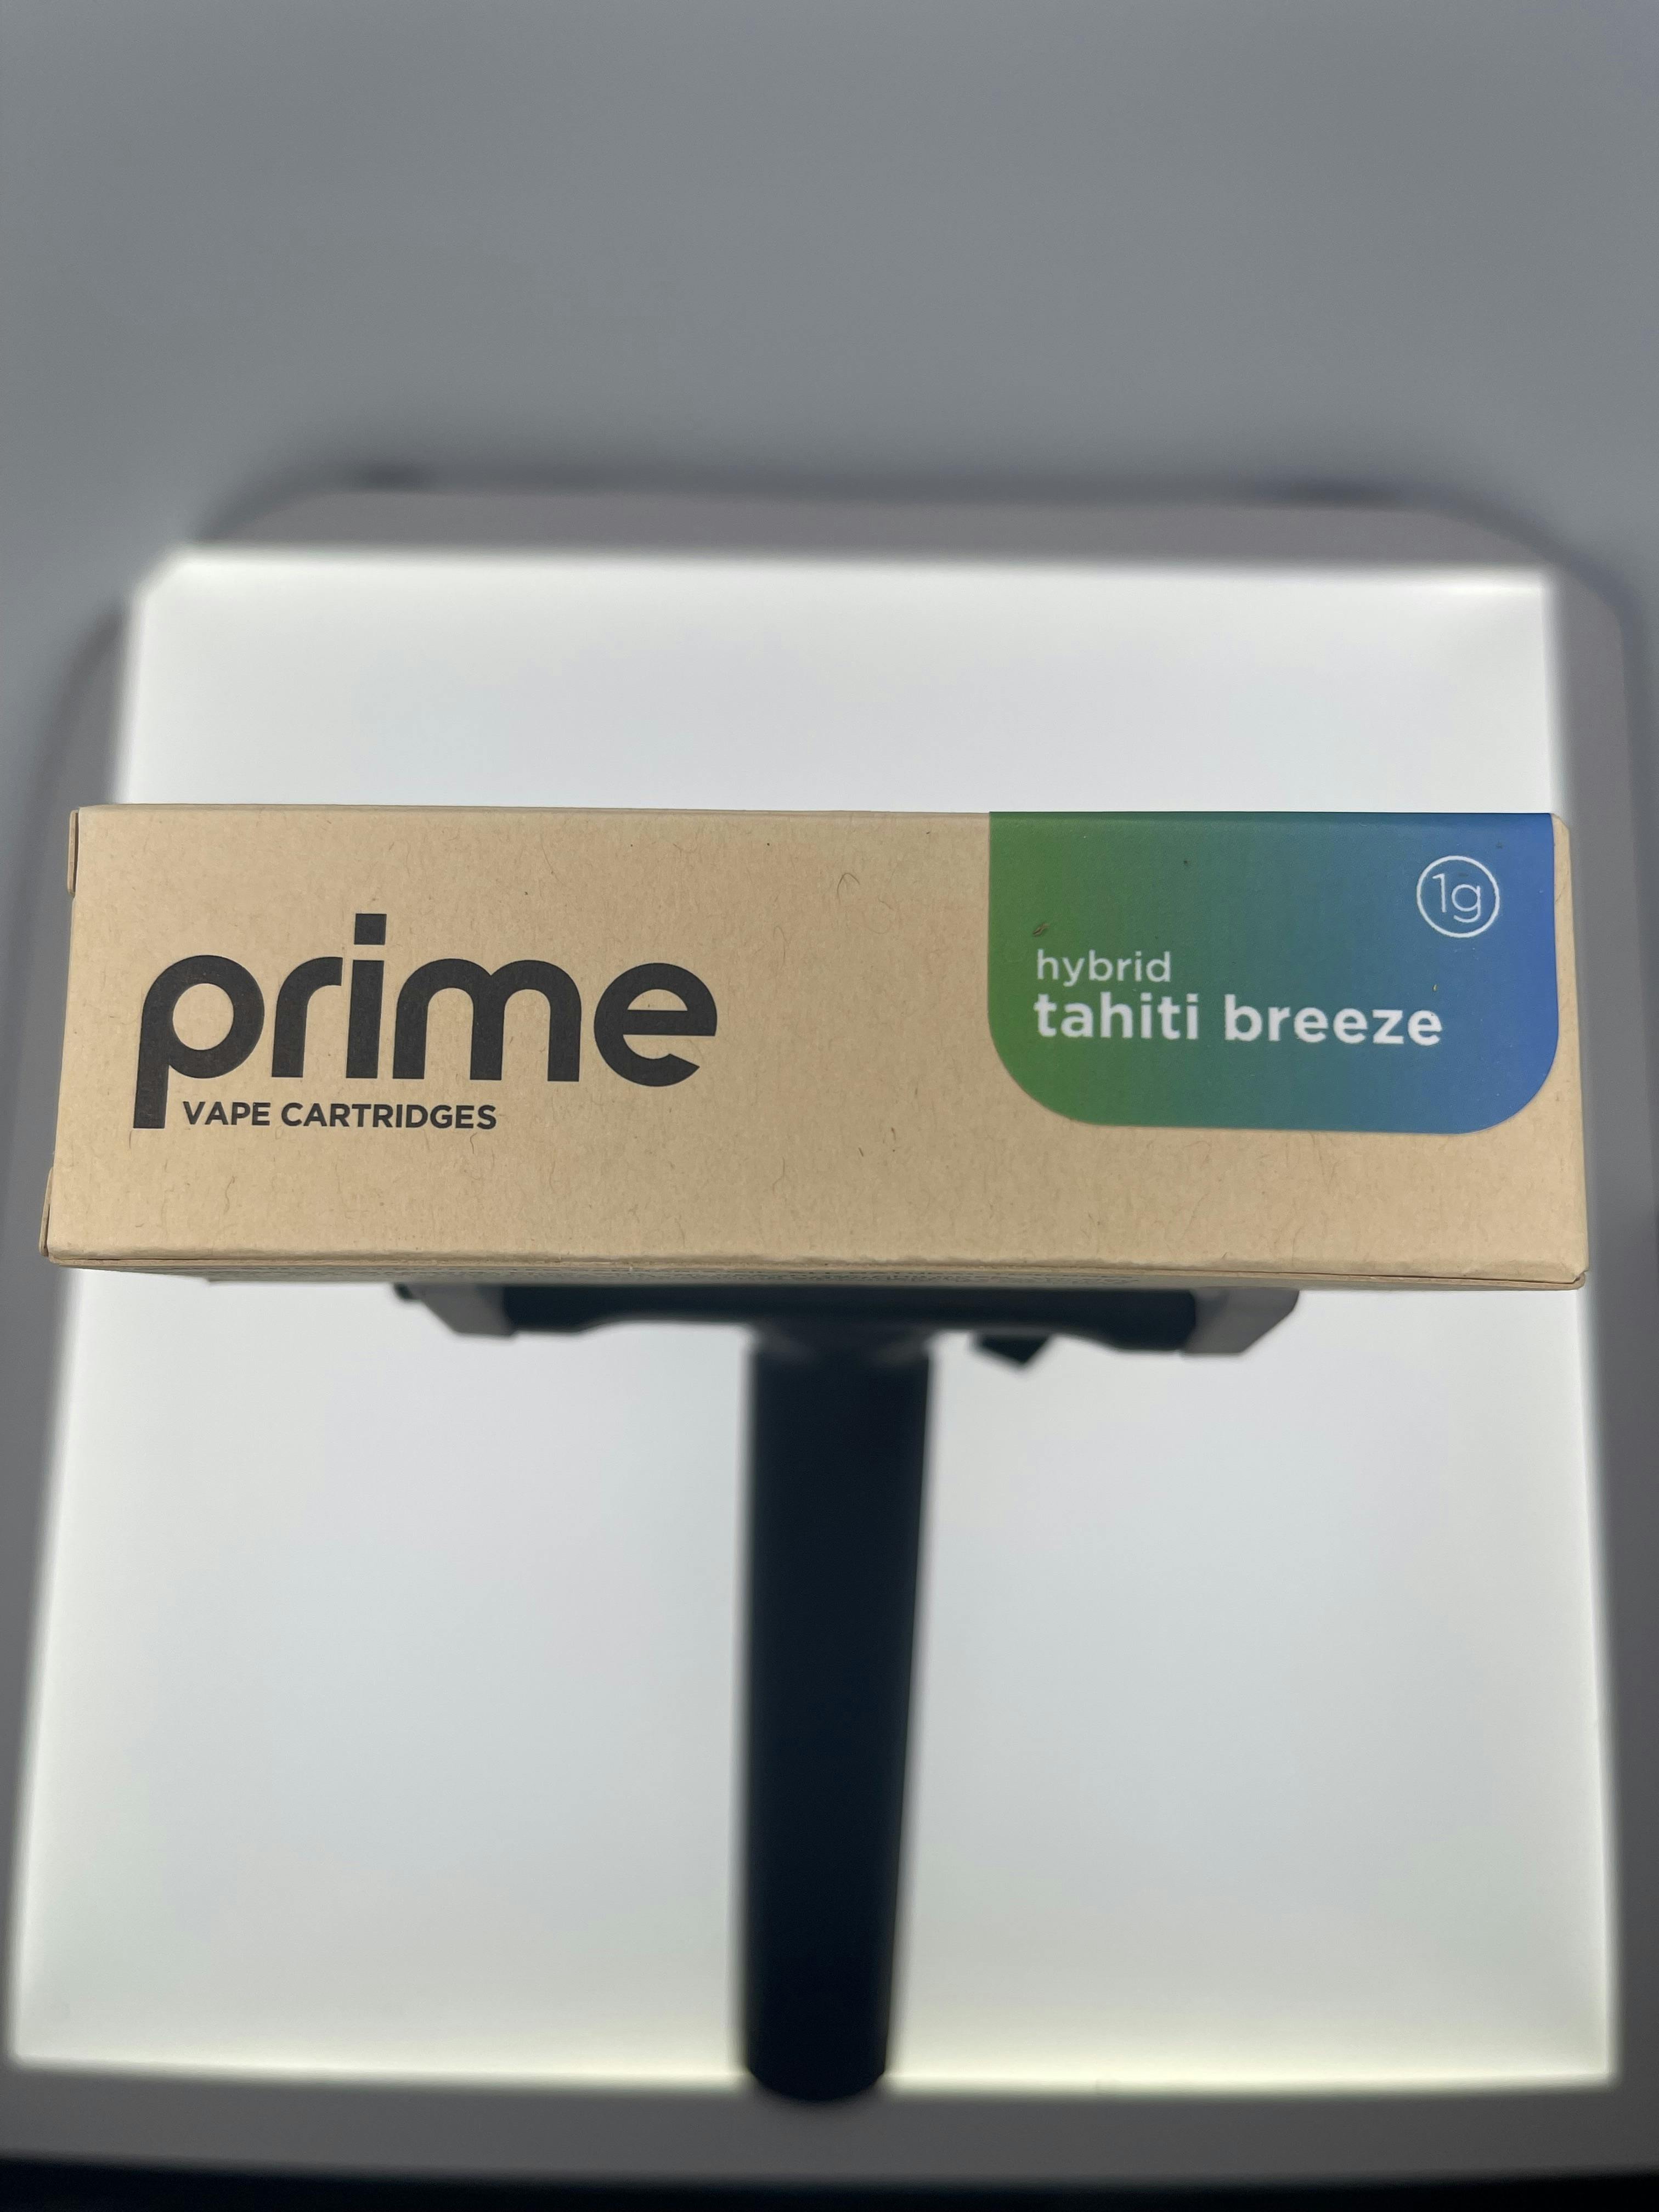 prime
VAPE CARTRIDGES
1g
hybrid
tahiti breeze